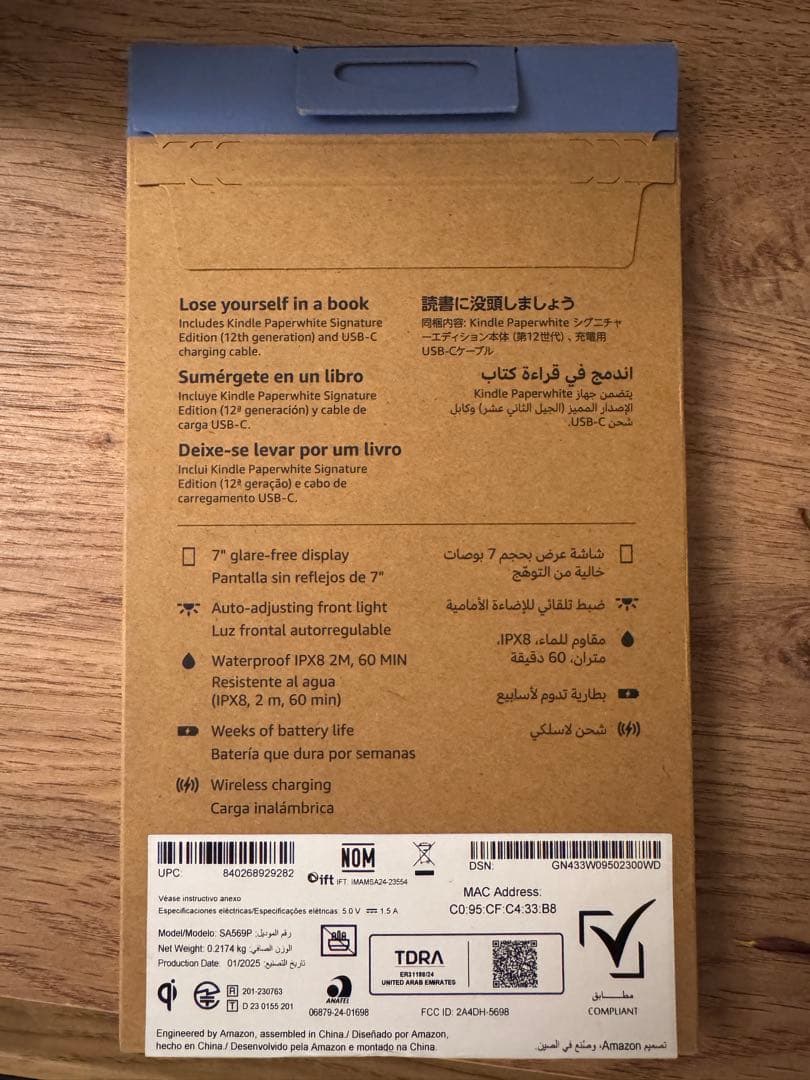 Lose yourself in a book
Includes Kindle Paperwhite Signature
Edition (12th generation) and USB-C
charging cable.
Sumérgete en un libro
Incluye Kindle Paperwhite Signature
Edition (12ª generación) y cable de
carga USB-C.
Deixe-se levar por um livro
Inclui Kindle Paperwhite Signature
Edition (12ª geração) e cabo de
carregamento USB-C.
読書に没頭しましょう
同梱内容: Kindle Paperwhite シグニチャ
ーエディション本体 (第12世代) 、充電用
USB-Cケーブル
اندمج في قراءة كتاب
يتضمن جهاز Kindle Paperwhite
الإصدار المميز (الجيل الثاني عشر) وكابل
شحن USB-C.
7" glare-free display
Pantalla sin reflejos de 7"
Auto-adjusting front light
Luz frontal autorregulable
Waterproof IPX8 2M, 60 MIN
Resistente al agua
(IPX8, 2 m, 60 min)
Weeks of battery life
Batería que dura por semanas
Wireless charging
Carga inalámbrica
شاشة عرض بحجم 7 بوصات
خالية من التوهّج
ضبط تلقائي للإضاءة الأمامية
مقاوم للماء، IPX8،
متران، 60 دقيقة
بطارية تدوم لأسابيع
شحن لاسلكي
UPC: 840268929282
NOM
ift IFT: IMAMSA24-23554
DSN: GN433W09502300WD
MAC Address:
C0:95:CF:C4:33:B8
Véase instructivo anexo
Especificaciones eléctricas/Especificações elétricas: 5.0 V ⎓ 1.5 A
Model/Modelo: SA569P رقم الموديل:
Net Weight: 0.2174 kg الوزن الصافي:
Production Date: 01/2025 تاريخ التصنيع:
TDRA
ER31188/24
UNITED ARAB EMIRATES
qi
R 201-230763
T D 23 0155 201
ANATEL
06879-24-01698
FCC ID: 2A4DH-5698
مطابق
COMPLIANT
Engineered by Amazon, assembled in China./ Diseñado por Amazon,
hecho en China./ Desenvolvido pela Amazon e montado na China.
تصميم Amazon، وصُنع في الصين.